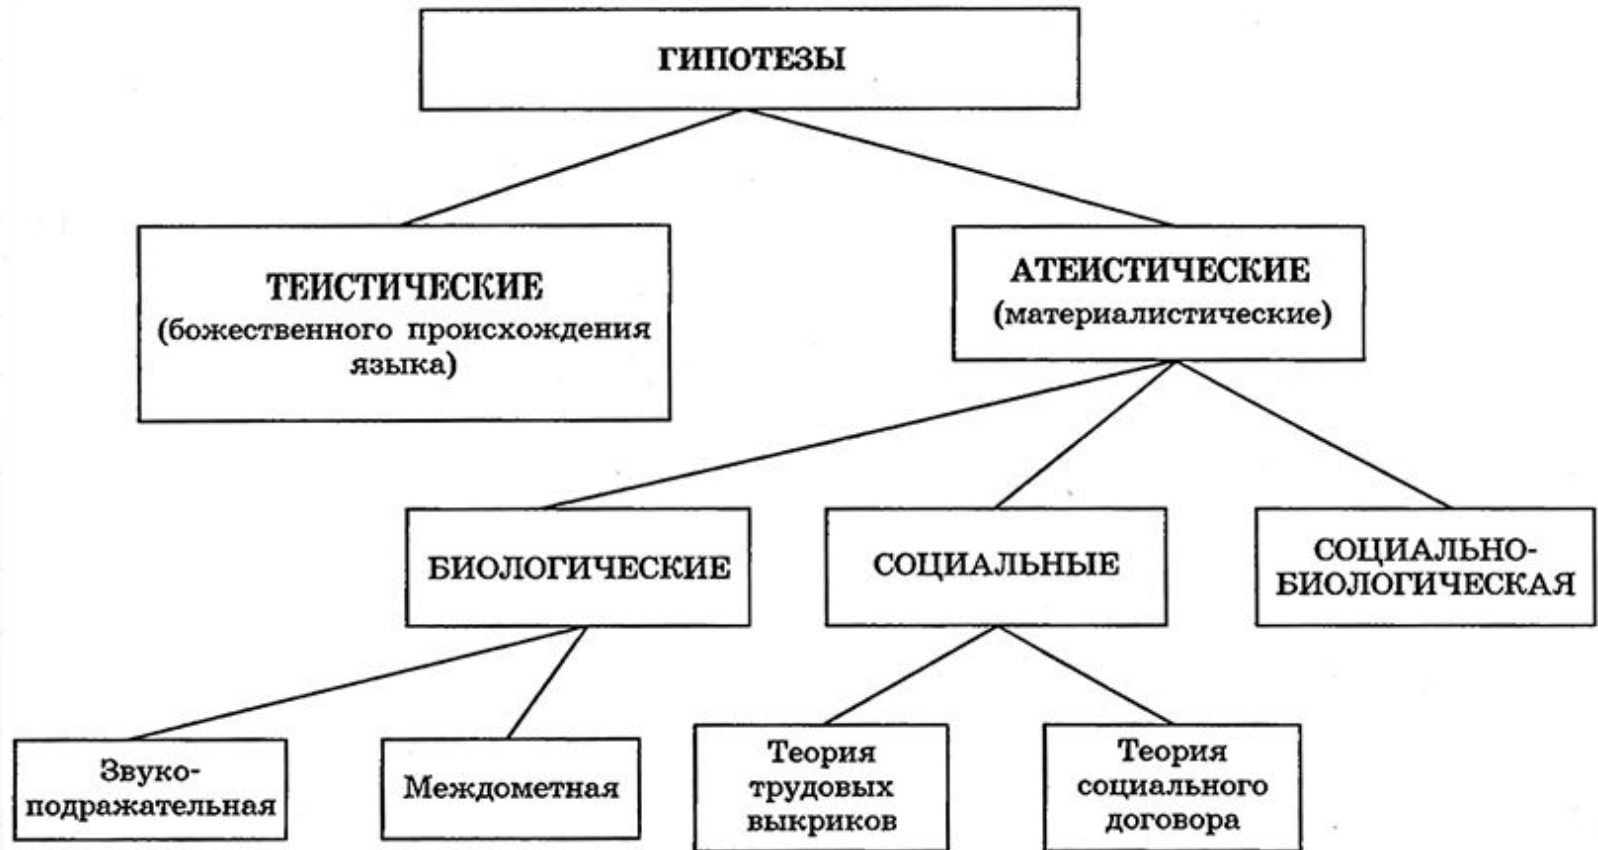 ГИПОТЕЗЫ
ТЕИСТИЧЕСКИЕ
(божественного происхождения
языка)
АТЕИСТИЧЕСКИЕ
(материалистические)
БИОЛОГИЧЕСКИЕ
СОЦИАЛЬНЫЕ
СОЦИАЛЬНО-
БИОЛОГИЧЕСКАЯ
Звуко-
подражательная
Междометная
Теория
трудовых
выкриков
Теория
социального
договора